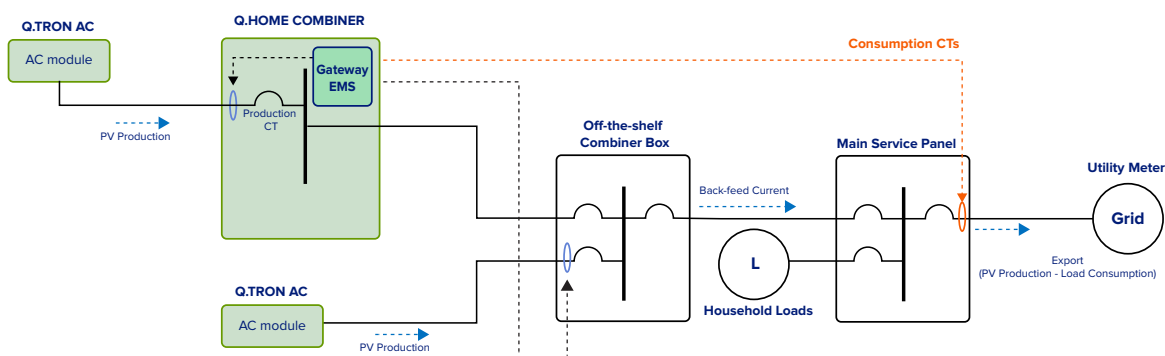 Q.TRON AC
AC module
PV Production
Q.HOME COMBINER
Gateway
EMS
Production
CT
Consumption CTs
Off-the-shelf
Combiner Box
Back-feed Current
L
Household Loads
Main Service Panel
Utility Meter
Grid
Export
(PV Production - Load Consumption)
Q.TRON AC
AC module
PV Production